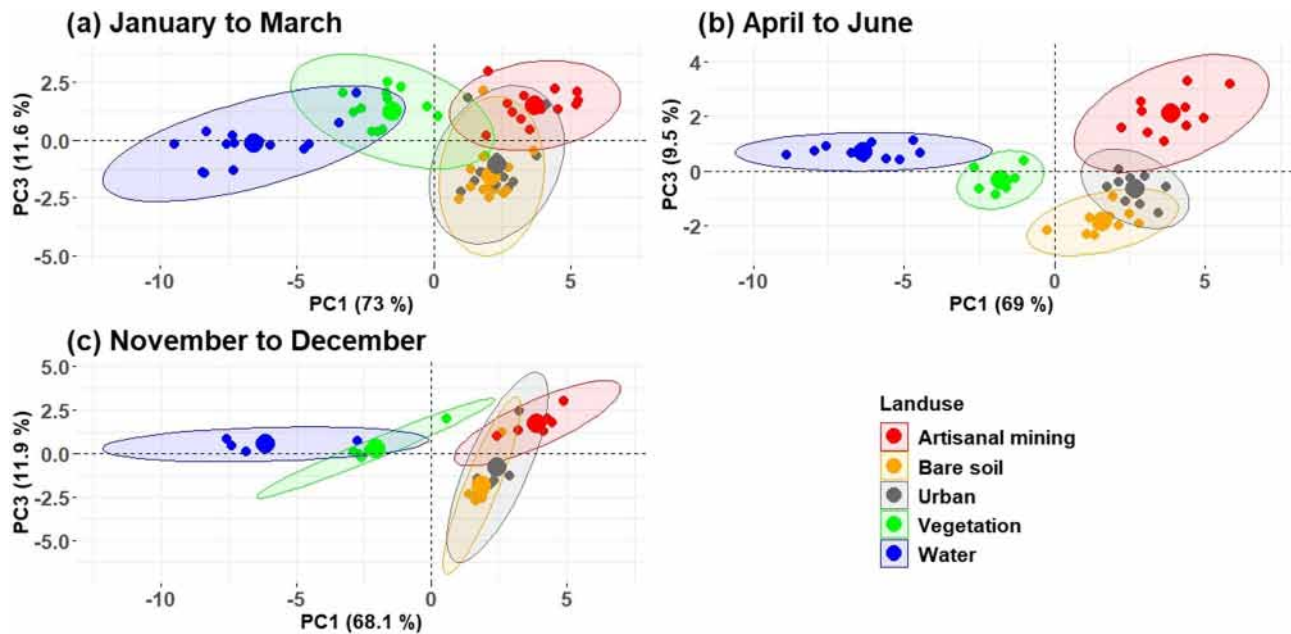 (a) January to March
(b) April to June
PC3 (11.6 %)
2.5
0.0
-2.5
-5.0
-10
-5
0
5
PC1 (73 %)
PC3 (9.5 %)
4
2
0
-2
-10
-5
0
5
PC1 (69 %)
(c) November to December
PC3 (11.9 %)
5.0
2.5
0.0
-2.5
-5.0
-10
-5
0
5
PC1 (68.1 %)
Landuse
Artisanal mining
Bare soil
Urban
Vegetation
Water